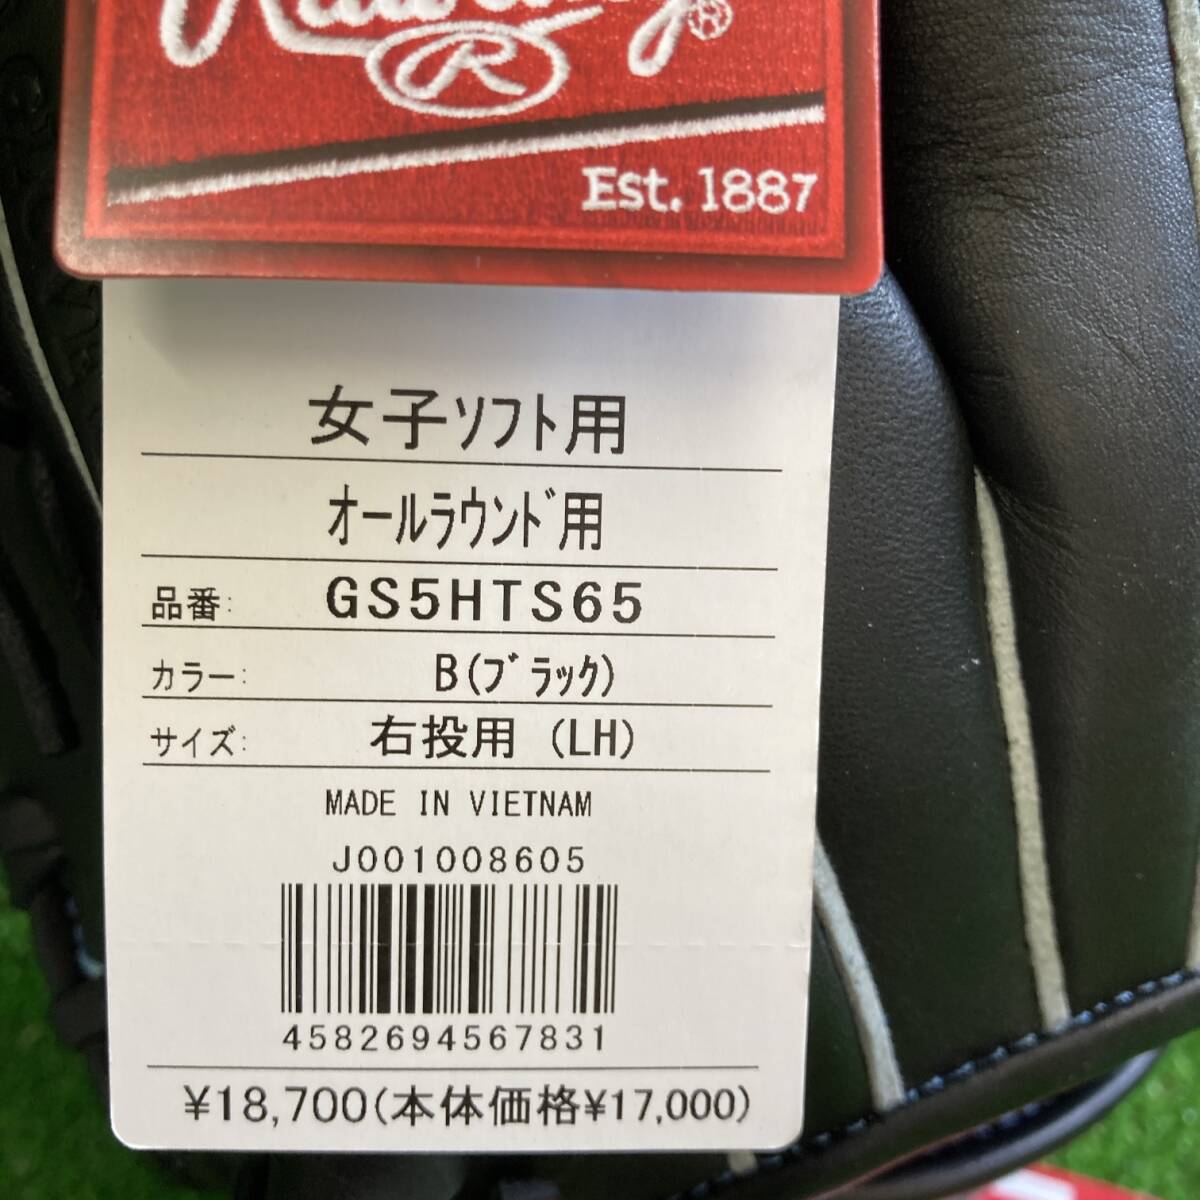 Rawlings®
R
Est. 1887
女子ソフト用
オールラウンド用
品番: GS5HTS65
カラー: B(ブラック)
サイズ: 右投用 (LH)
MADE IN VIETNAM
J001008605
4582694567831
¥18,700(本体価格¥17,000)